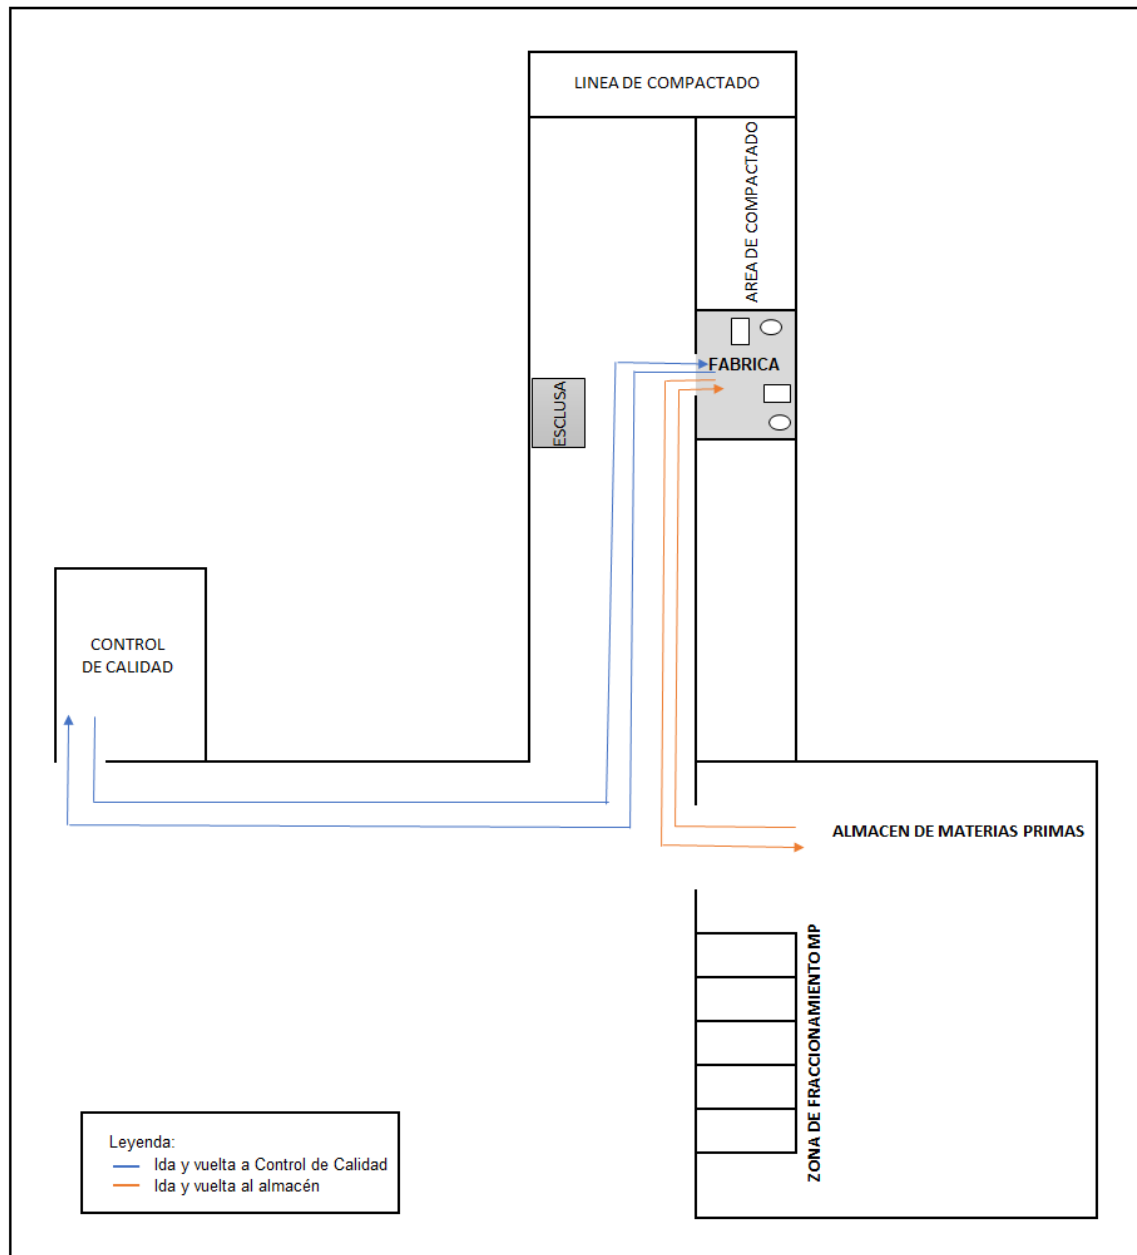 LINEA DE COMPACTADO
AREA DE COMPACTADO
FABRICA
ESCLUSA
CONTROL
DE CALIDAD
ALMACEN DE MATERIAS PRIMAS
ZONA DE FRACCIONAMIENTO MP
Leyenda:
Ida y vuelta a Control de Calidad
Ida y vuelta al almacén